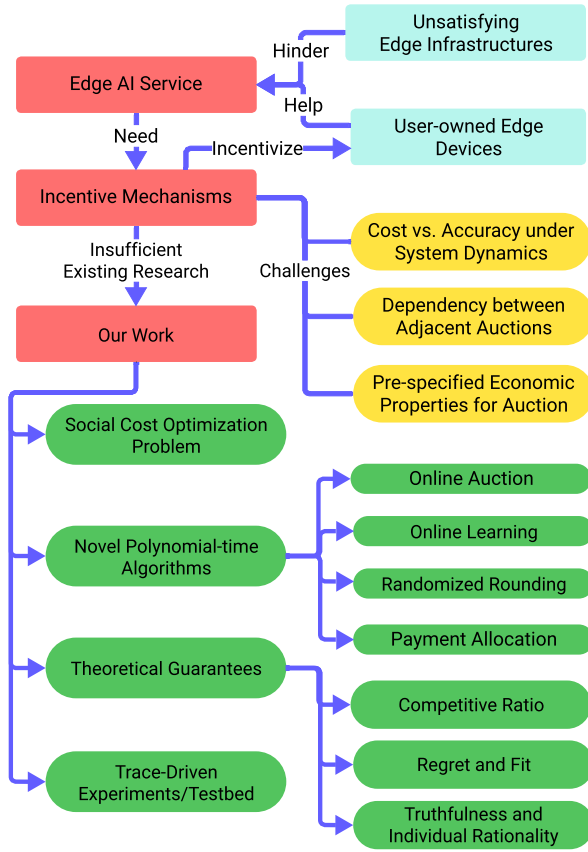 Unsatisfying
Edge Infrastructures
Hinder
Edge AI Service
Help
User-owned Edge
Devices
Need
Incentivize
Incentive Mechanisms
Insufficient
Existing Research
Challenges
Cost vs. Accuracy under
System Dynamics
Dependency between
Adjacent Auctions
Our Work
Pre-specified Economic
Properties for Auction
Social Cost Optimization
Problem
Novel Polynomial-time
Algorithms
Online Auction
Online Learning
Randomized Rounding
Payment Allocation
Theoretical Guarantees
Competitive Ratio
Regret and Fit
Truthfulness and
Individual Rationality
Trace-Driven
Experiments/Testbed